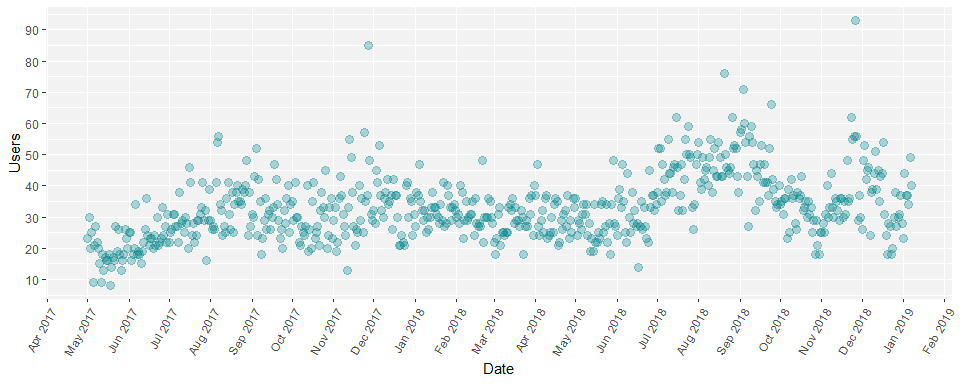 Users
90
80
70
60
50
40
30
20
10
Apr 2017
May 2017
Jun 2017
Jul 2017
Aug 2017
Sep 2017
Oct 2017
Nov 2017
Dec 2017
Jan 2018
Feb 2018
Mar 2018
Apr 2018
May 2018
Jun 2018
Jul 2018
Aug 2018
Sep 2018
Oct 2018
Nov 2018
Dec 2018
Jan 2019
Feb 2019
Date